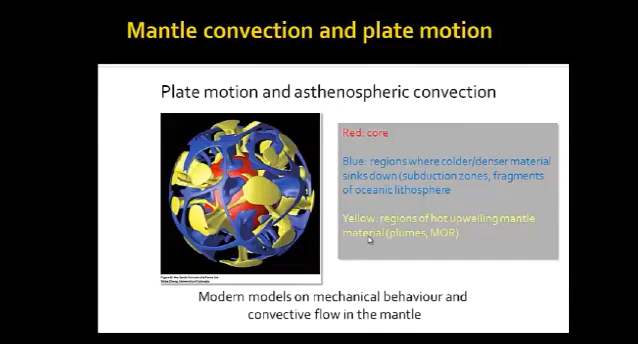 Mantle convection and plate motion
Plate motion and asthenospheric convection
Red: core
Blue: regions where colder/denser material
sinks down (subduction zones, fragments
of oceanic lithosphere
Yellow: regions of hot upwelling mantle
material (plumes, MOR)
Modern models on mechanical behaviour and
convective flow in the mantle